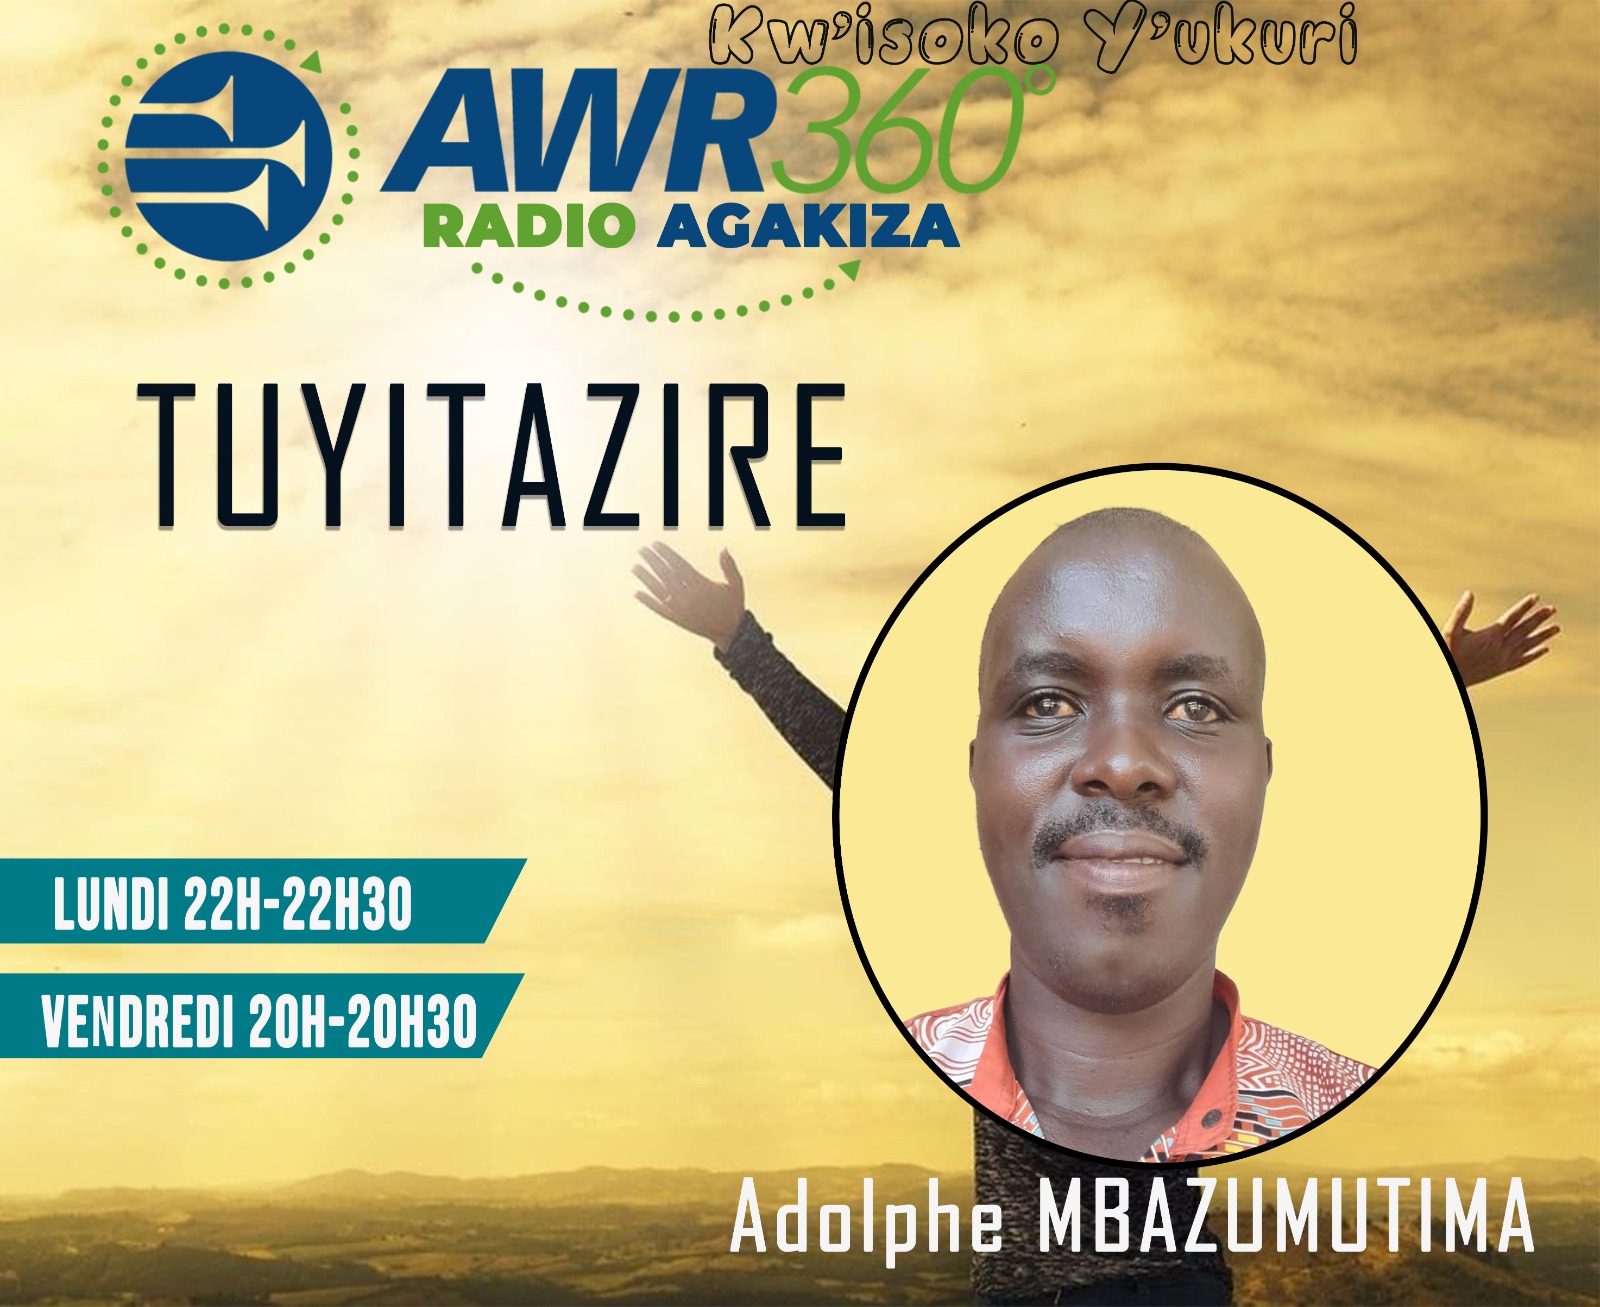 Kw'isoko Y'ukuri
AWR360°
RADIO AGAKIZA
TUYITAZIRE
LUNDI 22H-22H30
VENDREDI 20H-20H30
Adolphe MBAZUMUTIMA